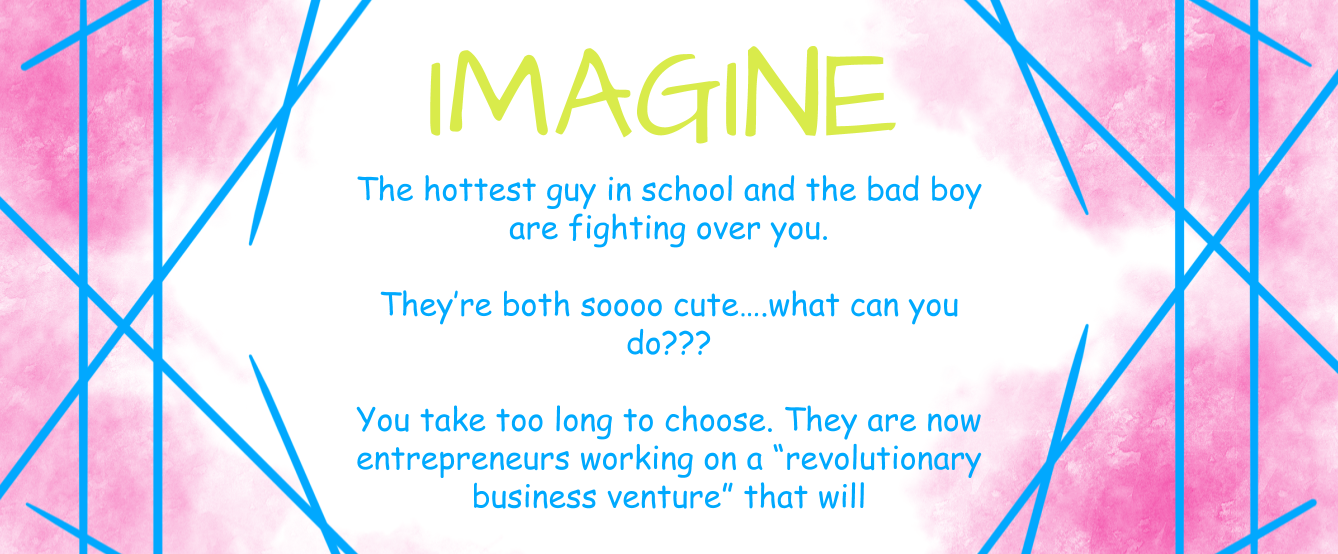 IMAGINE
The hottest guy in school and the bad boy
are fighting over you.
They’re both soooo cute....what can you
do???
You take too long to choose. They are now
entrepreneurs working on a “revolutionary
business venture” that will